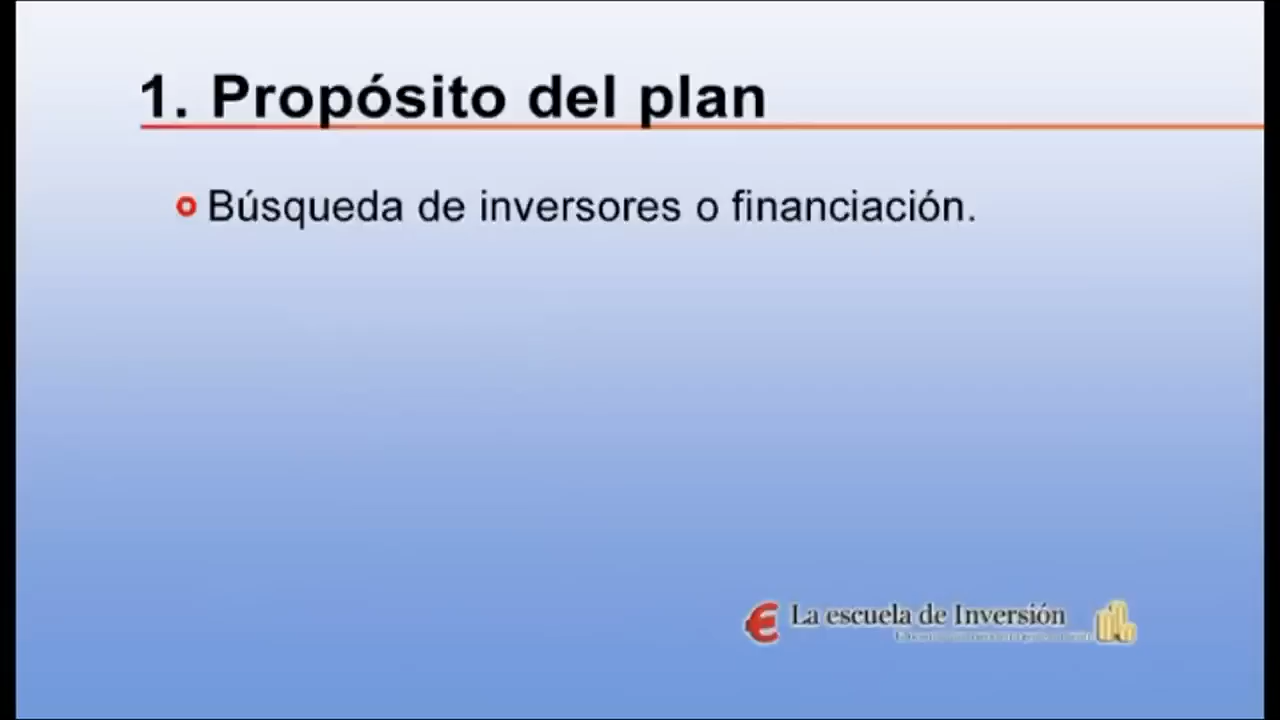 1. Propósito del plan
Búsqueda de inversores o financiación.
La escuela de Inversión